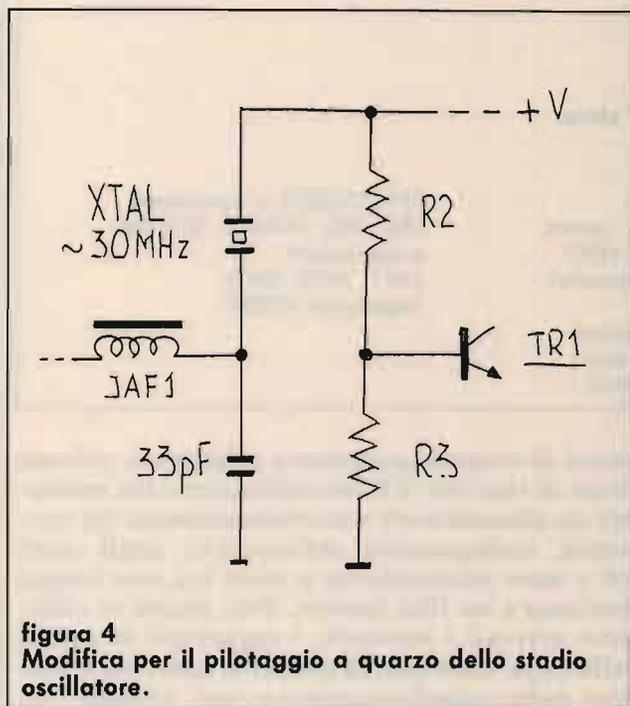 + V
XTAL
~30MHz
R2
JAF1
TR1
33pF
R3
figura 4
Modifica per il pilotaggio a quarzo dello stadio
oscillatore.